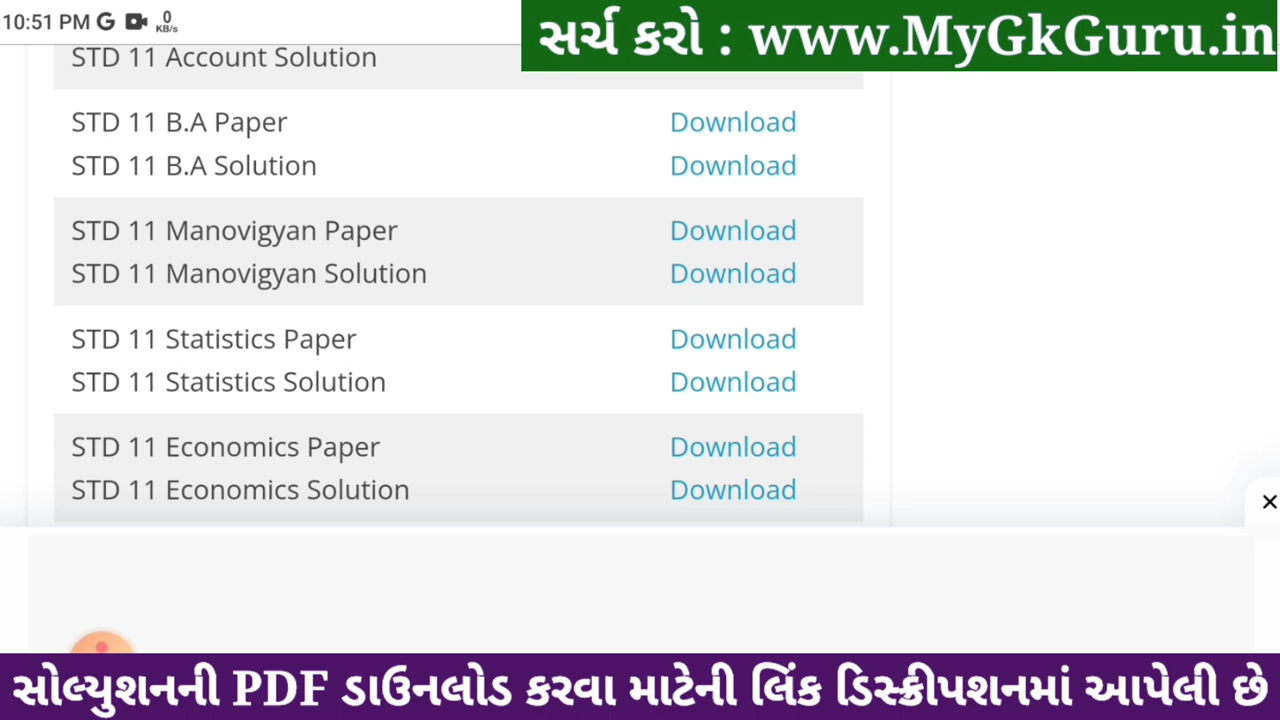 10:51 PM G 0 KB/s
સર્ચ કરો : www.MyGkGuru.in
STD 11 Account Solution
STD 11 B.A Paper Download
STD 11 B.A Solution Download
STD 11 Manovigyan Paper Download
STD 11 Manovigyan Solution Download
STD 11 Statistics Paper Download
STD 11 Statistics Solution Download
STD 11 Economics Paper Download
STD 11 Economics Solution Download
સોલ્યુશનની PDF ડાઉનલોડ કરવા માટેની લિંક ડિસ્ક્રીપશનમાં આપેલી છે